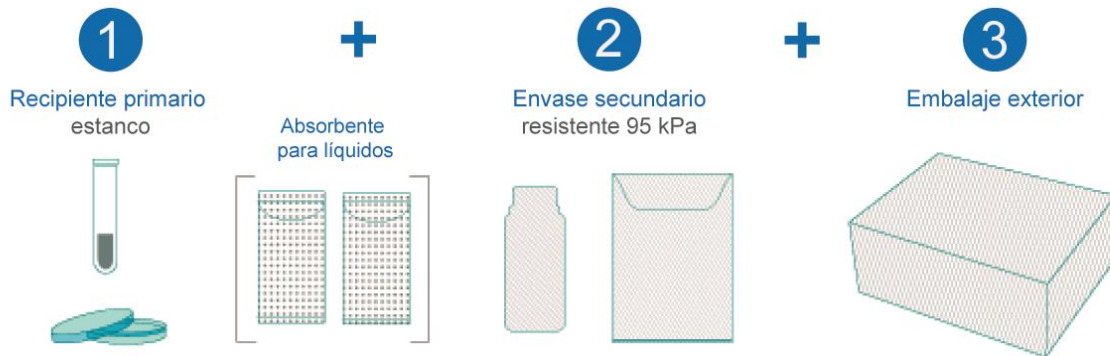 1
+
2
+
3
Recipiente primario
estanco
Absorbente
para líquidos
Envase secundario
resistente 95 kPa
Embalaje exterior